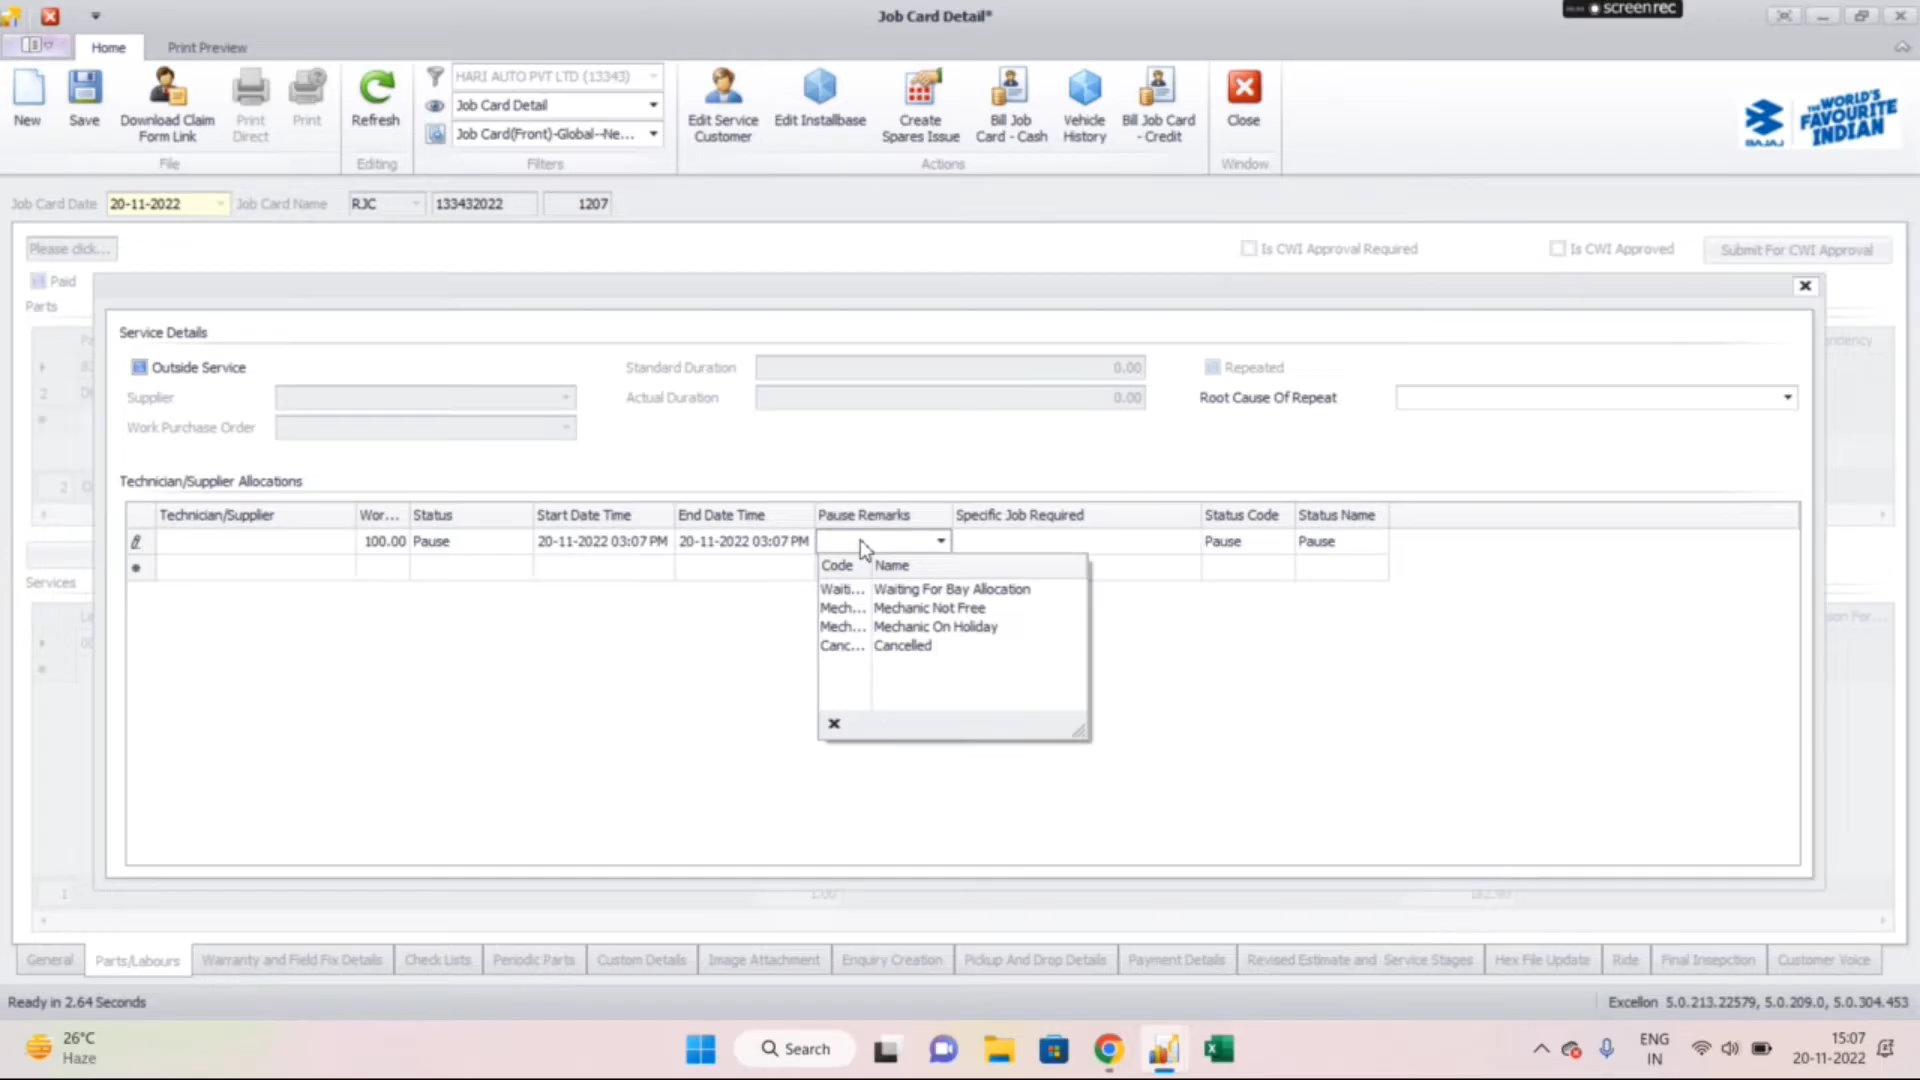 Job Card Detail*
screenrec
Home
Print Preview
New
Save
Download Claim Form Link
Print Direct
Print
File
Refresh
Editing
HARI AUTO PVT LTD (13343)
Job Card Detail
Job Card(Front)-Global--Ne...
Filters
Edit Service Customer
Edit Installbase
Create Spares Issue
Bill Job Card - Cash
Vehicle History
Bill Job Card - Credit
Actions
Close
Window
BAJAJ
THE WORLD'S FAVOURITE INDIAN
Job Card Date 20-11-2022 Job Card Name RJC 133432022 1207
Please click...
Is CWI Approval Required
Is CWI Approved
Submit For CWI Approval
Paid
Parts
Service Details
Outside Service Standard Duration 0.00 Repeated
Supplier Actual Duration 0.00 Root Cause Of Repeat
Work Purchase Order
Technician/Supplier Allocations
Technician/Supplier Wor... Status Start Date Time End Date Time Pause Remarks Specific Job Required Status Code Status Name
100.00 Pause 20-11-2022 03:07 PM 20-11-2022 03:07 PM Pause Pause
Code Name
Waiti... Waiting For Bay Allocation
Mech... Mechanic Not Free
Mech... Mechanic On Holiday
Canc... Cancelled
Services
General Parts/Labours Warranty and Field Fix Details Check Lists Periodic Parts Custom Details Image Attachment Enquiry Creation Pickup And Drop Details Payment Details Revised Estimate and Service Stages Hex File Update Ride Final Insepction Customer Voice
Ready in 2.64 Seconds
Excellon 5.0.213.22579, 5.0.209.0, 5.0.304.453
26°C
Haze
Search
ENG
IN
15:07
20-11-2022